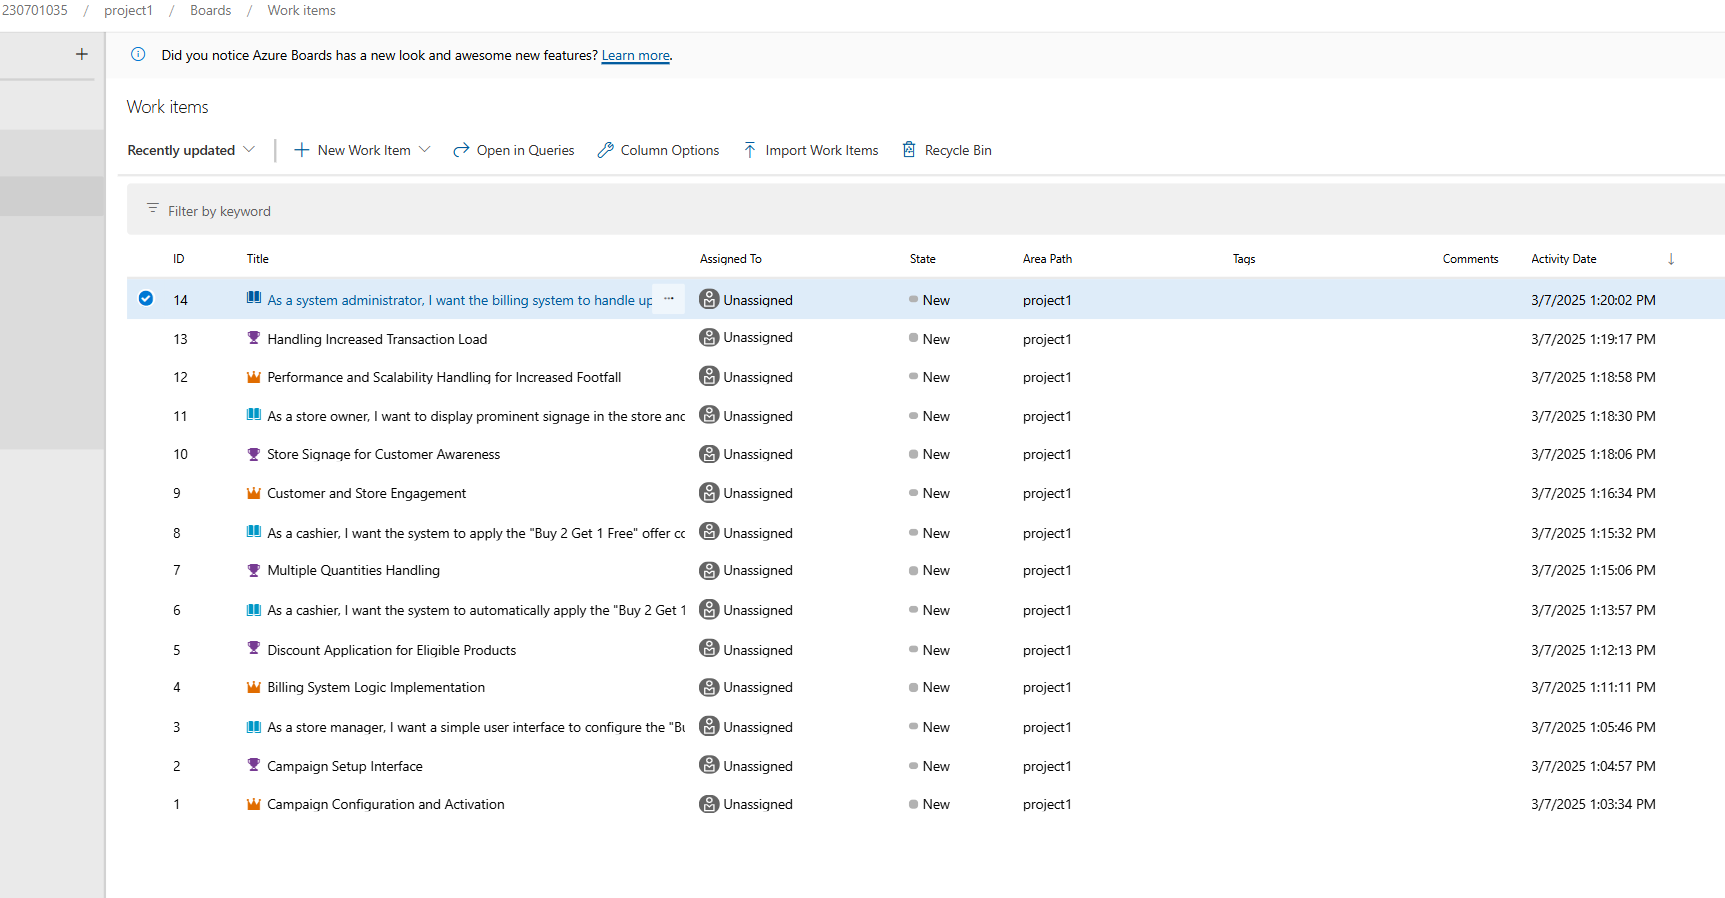 230701035 / project1 / Boards / Work items
Did you notice Azure Boards has a new look and awesome new features? Learn more.
Work items
Recently updated New Work Item Open in Queries Column Options Import Work Items Recycle Bin
Filter by keyword
ID Title Assigned To State Area Path Tags Comments Activity Date
14 As a system administrator, I want the billing system to handle up ... Unassigned New project1 3/7/2025 1:20:02 PM
13 Handling Increased Transaction Load Unassigned New project1 3/7/2025 1:19:17 PM
12 Performance and Scalability Handling for Increased Footfall Unassigned New project1 3/7/2025 1:18:58 PM
11 As a store owner, I want to display prominent signage in the store and Unassigned New project1 3/7/2025 1:18:30 PM
10 Store Signage for Customer Awareness Unassigned New project1 3/7/2025 1:18:06 PM
9 Customer and Store Engagement Unassigned New project1 3/7/2025 1:16:34 PM
8 As a cashier, I want the system to apply the "Buy 2 Get 1 Free" offer Unassigned New project1 3/7/2025 1:15:32 PM
7 Multiple Quantities Handling Unassigned New project1 3/7/2025 1:15:06 PM
6 As a cashier, I want the system to automatically apply the "Buy 2 Get 1 Unassigned New project1 3/7/2025 1:13:57 PM
5 Discount Application for Eligible Products Unassigned New project1 3/7/2025 1:12:13 PM
4 Billing System Logic Implementation Unassigned New project1 3/7/2025 1:11:11 PM
3 As a store manager, I want a simple user interface to configure the Unassigned New project1 3/7/2025 1:05:46 PM
2 Campaign Setup Interface Unassigned New project1 3/7/2025 1:04:57 PM
1 Campaign Configuration and Activation Unassigned New project1 3/7/2025 1:03:34 PM